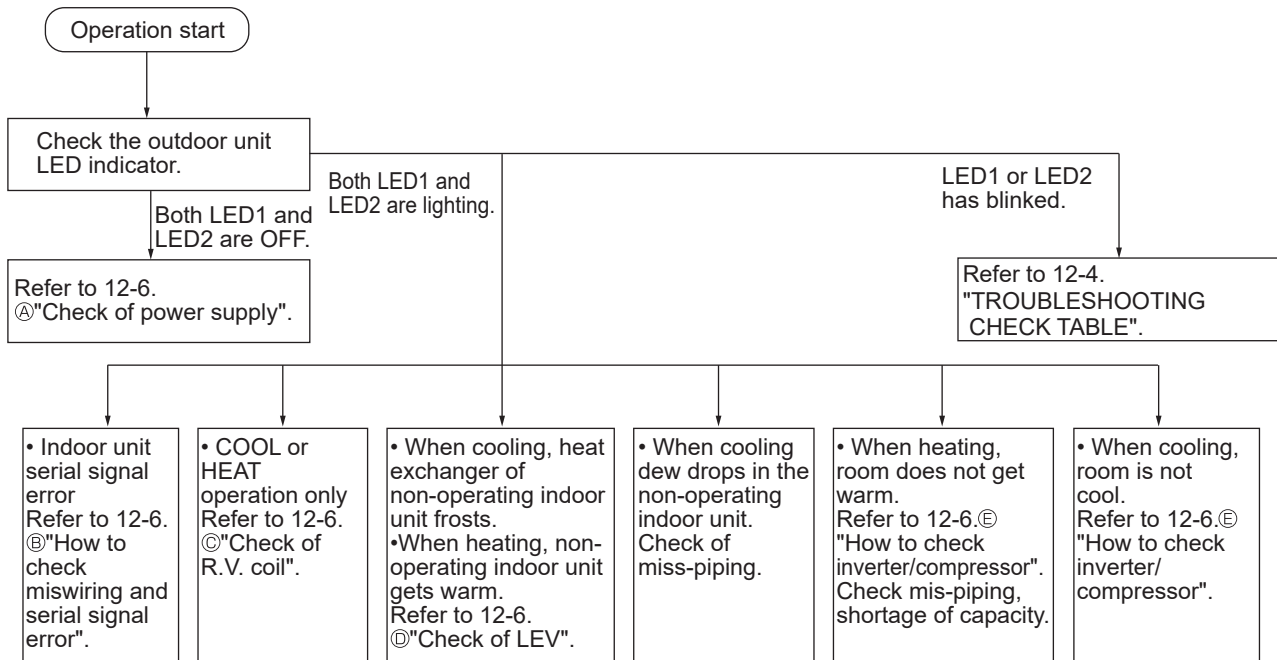 Operation start
Check the outdoor unit
LED indicator.
Both LED1 and
LED2 are lighting.
LED1 or LED2
has blinked.
Both LED1 and
LED2 are OFF.
Refer to 12-6.
Ⓐ"Check of power supply".
Refer to 12-4.
"TROUBLESHOOTING
CHECK TABLE".
• Indoor unit
serial signal
error
Refer to 12-6.
Ⓑ"How to
check
miswiring and
serial signal
error".
• COOL or
HEAT
operation only
Refer to 12-6.
Ⓒ"Check of
R.V. coil".
• When cooling, heat
exchanger of
non-operating indoor
unit frosts.
•When heating, non-
operating indoor unit
gets warm.
Refer to 12-6.
Ⓓ"Check of LEV".
• When cooling
dew drops in the
non-operating
indoor unit.
Check of
miss-piping.
• When heating,
room does not get
warm.
Refer to 12-6.Ⓔ
"How to check
inverter/compressor".
Check mis-piping,
shortage of capacity.
• When cooling,
room is not
cool.
Refer to 12-6.Ⓔ
"How to check
inverter/
compressor".